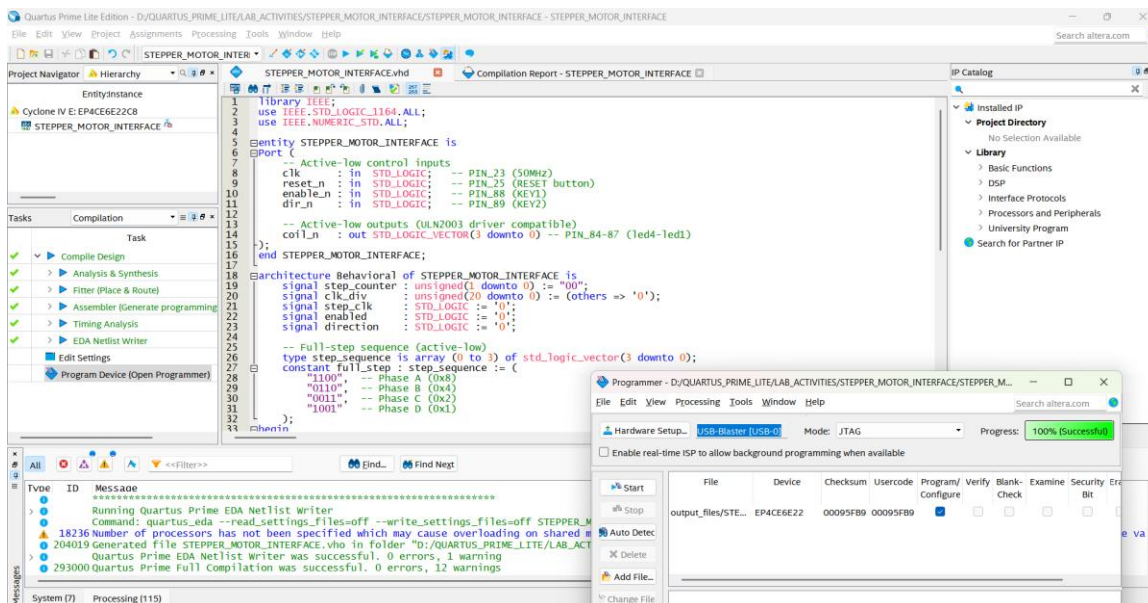 Quartus Prime Lite Edition - D:/QUARTUS_PRIME_LITE/LAB_ACTIVITIES/STEPPER_MOTOR_INTERFACE/STEPPER_MOTOR_INTERFACE - STEPPER_MOTOR_INTERFACE
File Edit View Project Assignments Processing Tools Window Help
Search altera.com
STEPPER_MOTOR_INTER
Project Navigator Hierarchy
Entity:Instance
Cyclone IV E: EP4CE6E22C8
STEPPER_MOTOR_INTERFACE
Tasks Compilation
Task
Compile Design
Analysis & Synthesis
Fitter (Place & Route)
Assembler (Generate programming
Timing Analysis
EDA Netlist Writer
Edit Settings
Program Device (Open Programmer)
STEPPER_MOTOR_INTERFACE.vhd
Compilation Report - STEPPER_MOTOR_INTERFACE
1 library IEEE;
2 use IEEE.STD_LOGIC_1164.ALL;
3 use IEEE.NUMERIC_STD.ALL;
4
5 entity STEPPER_MOTOR_INTERFACE is
6 Port (
7 -- Active-low control inputs
8 clk : in STD_LOGIC; -- PIN_23 (50MHz)
9 reset_n : in STD_LOGIC; -- PIN_25 (RESET button)
10 enable_n : in STD_LOGIC; -- PIN_88 (KEY1)
11 dir_n : in STD_LOGIC; -- PIN_89 (KEY2)
12
13 -- Active-low outputs (ULN2003 driver compatible)
14 coil_n : out STD_LOGIC_VECTOR(3 downto 0) -- PIN_84-87 (led4-led1)
15 );
16 end STEPPER_MOTOR_INTERFACE;
17
18 architecture Behavioral of STEPPER_MOTOR_INTERFACE is
19 signal step_counter : unsigned(1 downto 0) := "00";
20 signal clk_div : unsigned(20 downto 0) := (others => '0');
21 signal step_clk : STD_LOGIC := '0';
22 signal enabled : STD_LOGIC := '0';
23 signal direction : STD_LOGIC := '0';
24
25 -- Full-step sequence (active-low)
26 type step_sequence is array (0 to 3) of std_logic_vector(3 downto 0);
27 constant full_step : step_sequence := (
28 "1100", -- Phase A (0x8)
29 "0110", -- Phase B (0x4)
30 "0011", -- Phase C (0x2)
31 "1001" -- Phase D (0x1)
32 );
33 begin
IP Catalog
Installed IP
Project Directory
No Selection Available
Library
Basic Functions
DSP
Interface Protocols
Processors and Peripherals
University Program
Search for Partner IP
All <<Filter>> Find... Find Next
Type ID Message
*******************************************************************
Running Quartus Prime EDA Netlist Writer
Command: quartus_eda --read_settings_files=off --write_settings_files=off STEPPER_M
18236 Number of processors has not been specified which may cause overloading on shared m
204019 Generated file STEPPER_MOTOR_INTERFACE.vho in folder "D:/QUARTUS_PRIME_LITE/LAB_ACT
Quartus Prime EDA Netlist Writer was successful. 0 errors, 1 warning
293000 Quartus Prime Full Compilation was successful. 0 errors, 12 warnings
Messages
System (7) Processing (115)
Programmer - D:/QUARTUS_PRIME_LITE/LAB_ACTIVITIES/STEPPER_MOTOR_INTERFACE/STEPPER_M...
File Edit View Processing Tools Window Help
Search altera.com
Hardware Setup... USB-Blaster [USB-0] Mode: JTAG Progress: 100% (Successful)
Enable real-time ISP to allow background programming when available
Start
Stop
Auto Detec
Delete
Add File...
Change File
File Device Checksum Usercode Program/ Configure Verify Blank- Check Examine Security Bit Era
output_files/STE... EP4CE6E22 00095FB9 00095FB9
e va